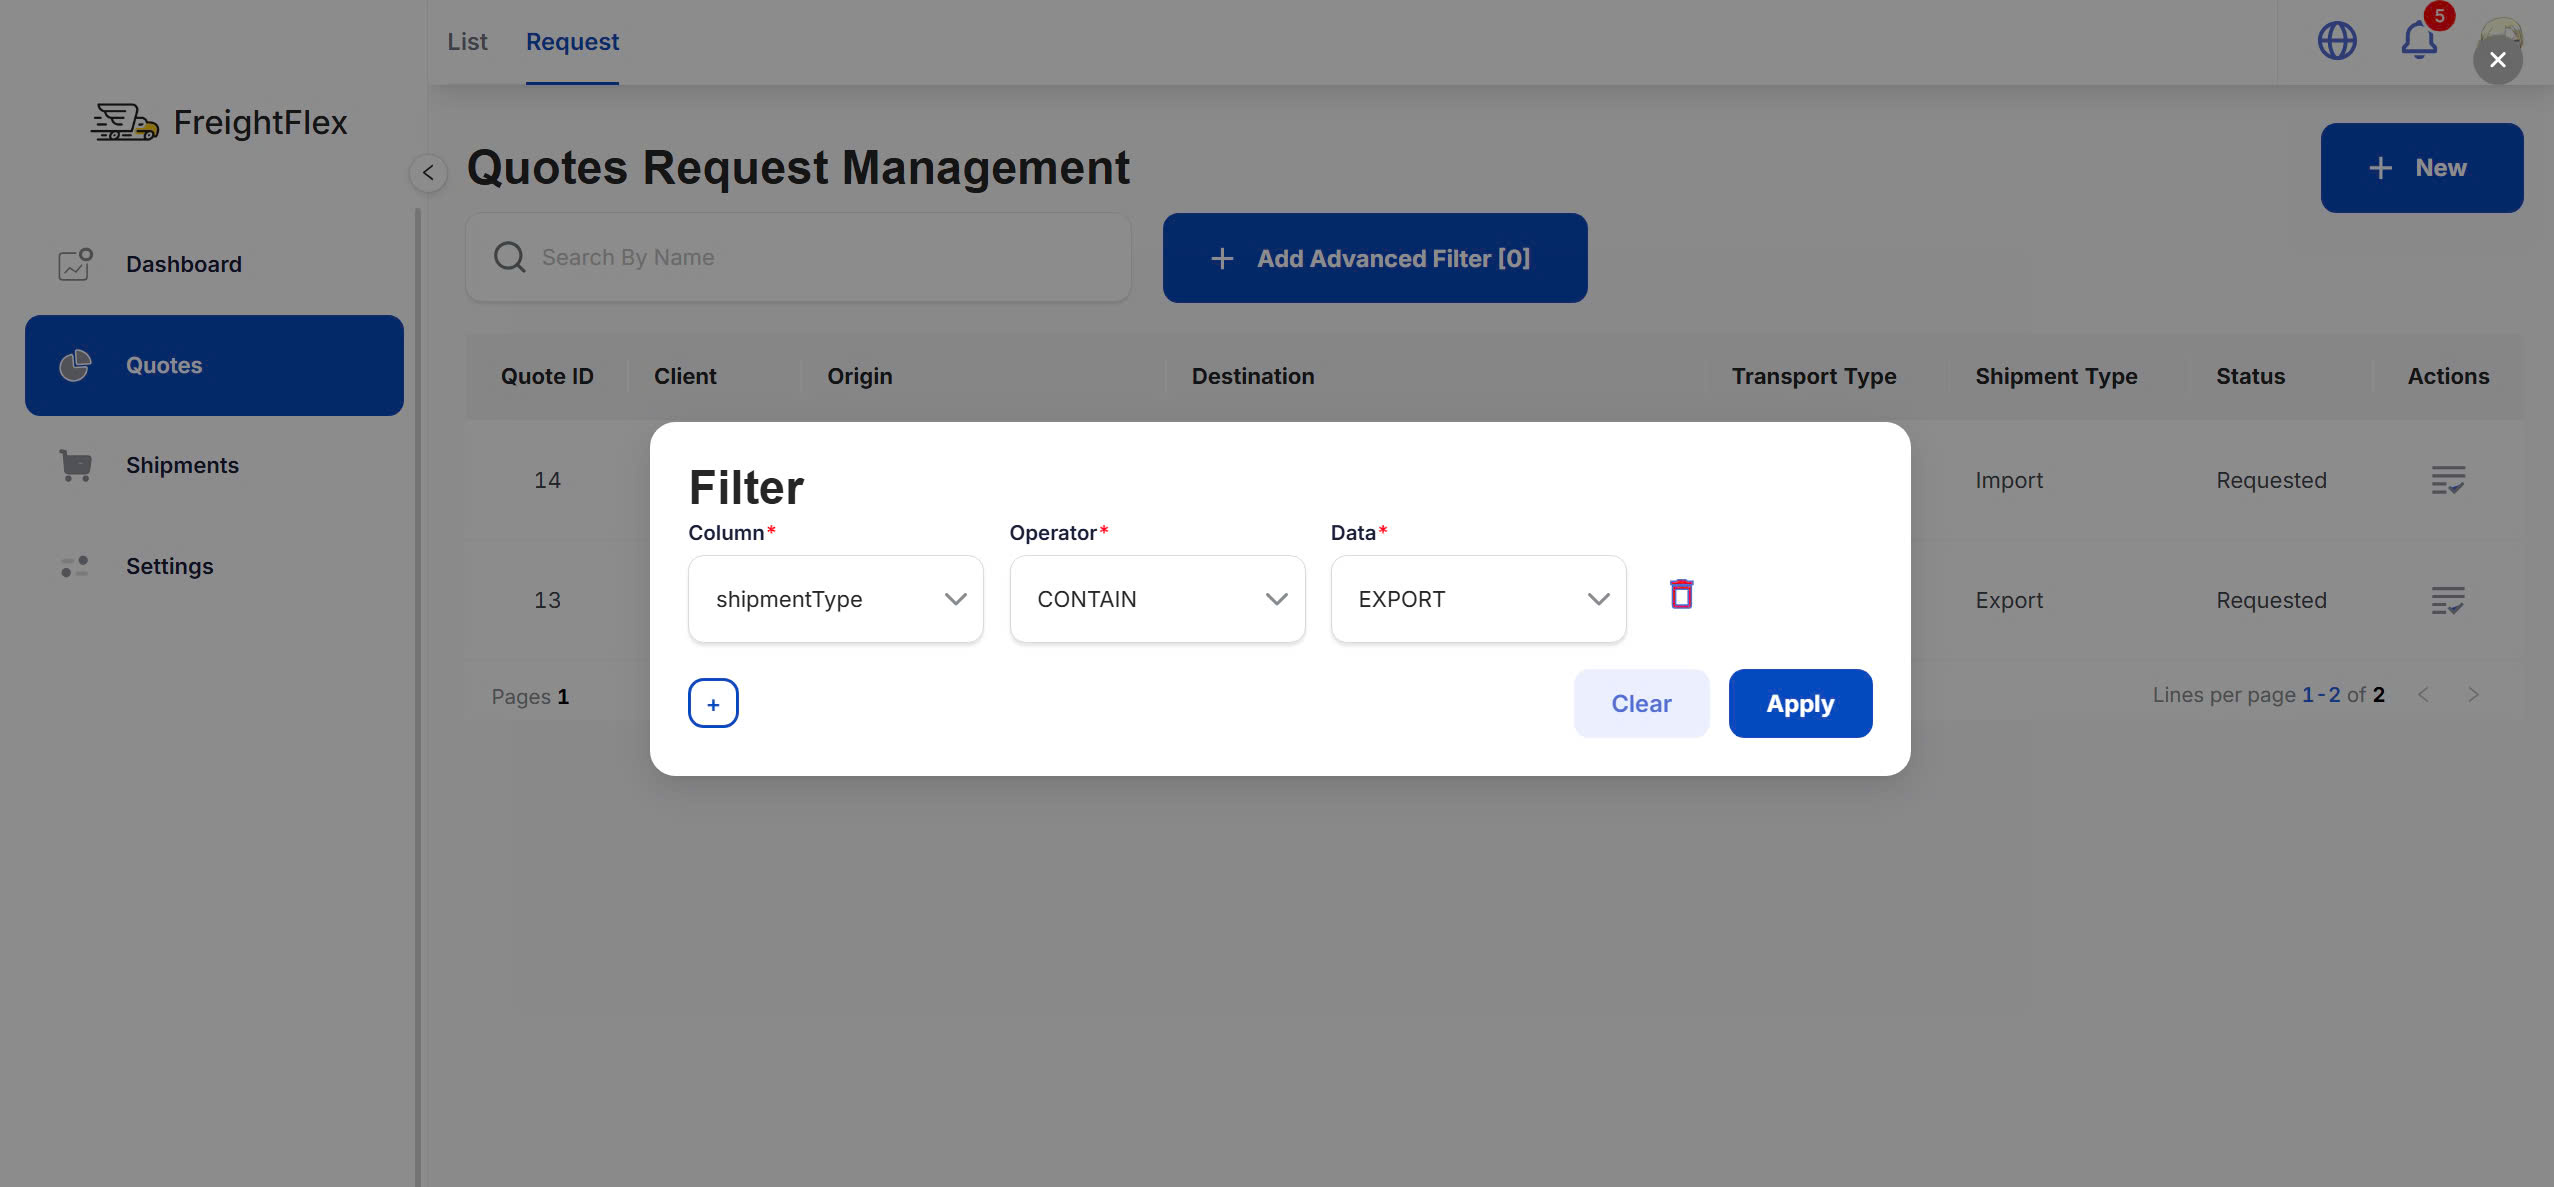 List Request
5
FreightFlex
Quotes Request Management
+ New
Search By Name
+ Add Advanced Filter [0]
Dashboard
Quotes
Shipments
Settings
Quote ID Client Origin Destination Transport Type Shipment Type Status Actions
14 Import Requested
13 Export Requested
Pages 1
Lines per page 1-2 of 2
Filter
Column* Operator* Data*
shipmentType CONTAIN EXPORT
+ Clear Apply